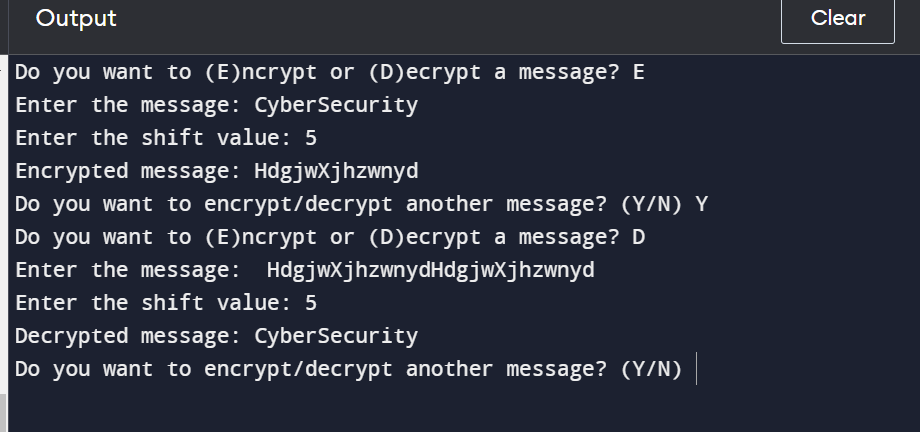 Output
Clear
Do you want to (E)ncrypt or (D)ecrypt a message? E
Enter the message: CyberSecurity
Enter the shift value: 5
Encrypted message: HdgjwXjhzwnyd
Do you want to encrypt/decrypt another message? (Y/N) Y
Do you want to (E)ncrypt or (D)ecrypt a message? D
Enter the message:  HdgjwXjhzwnydHdgjwXjhzwnyd
Enter the shift value: 5
Decrypted message: CyberSecurity
Do you want to encrypt/decrypt another message? (Y/N)